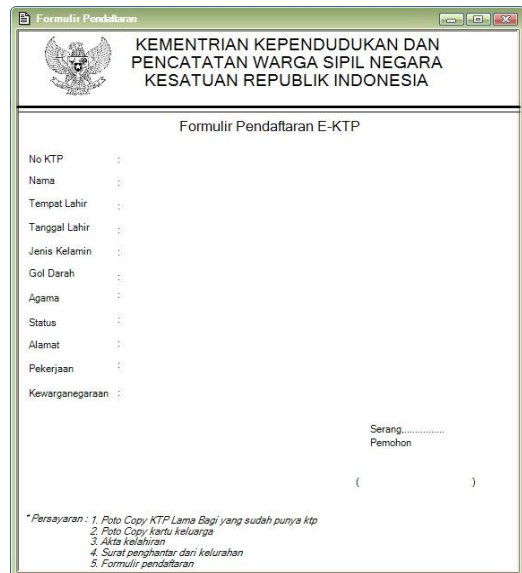 Formulir Pendaftaran
KEMENTRIAN KEPENDUDUKAN DAN
PENCATATAN WARGA SIPIL NEGARA
KESATUAN REPUBLIK INDONESIA
Formulir Pendaftaran E-KTP
No KTP :
Nama :
Tempat Lahir :
Tanggal Lahir :
Jenis Kelamin :
Gol Darah :
Agama :
Status :
Alamat :
Pekerjaan :
Kewarganegaraan :
Serang,...............
Pemohon
( )
* Persayaran : 1. Poto Copy KTP Lama Bagi yang sudah punya ktp
2. Poto Copy kartu keluarga
3. Akta kelahiran
4. Surat penghantar dari kelurahan
5. Formulir pendaftaran